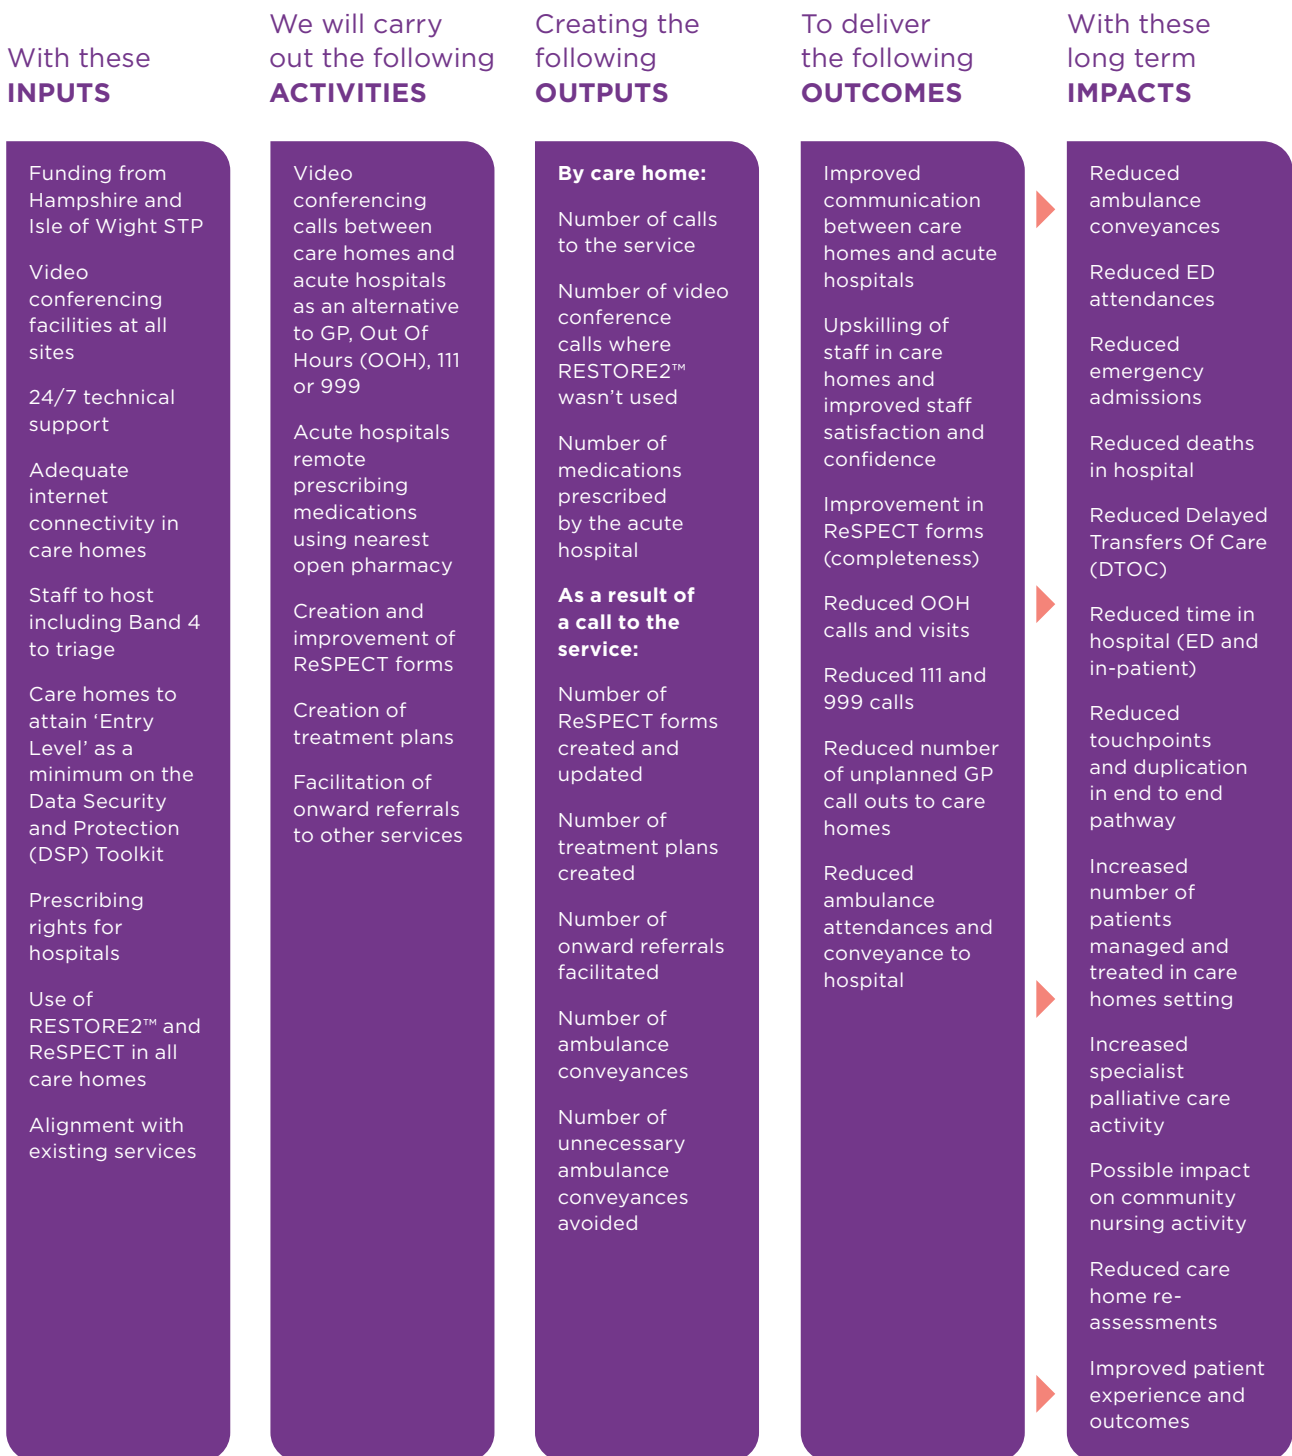 With these
INPUTS
Funding from
Hampshire and
Isle of Wight STP
Video
conferencing
facilities at all
sites
24/7 technical
support
Adequate
internet
connectivity in
care homes
Staff to host
including Band 4
to triage
Care homes to
attain ‘Entry
Level’ as a
minimum on the
Data Security
and Protection
(DSP) Toolkit
Prescribing
rights for
hospitals
Use of
RESTORE2™ and
ReSPECT in all
care homes
Alignment with
existing services
We will carry
out the following
ACTIVITIES
Video
conferencing
calls between
care homes and
acute hospitals
as an alternative
to GP, Out Of
Hours (OOH), 111
or 999
Acute hospitals
remote
prescribing
medications
using nearest
open pharmacy
Creation and
improvement of
ReSPECT forms
Creation of
treatment plans
Facilitation of
onward referrals
to other services
Creating the
following
OUTPUTS
By care home:
Number of calls
to the service
Number of video
conference
calls where
RESTORE2™
wasn’t used
Number of
medications
prescribed
by the acute
hospital
As a result of
a call to the
service:
Number of
ReSPECT forms
created and
updated
Number of
treatment plans
created
Number of
onward referrals
facilitated
Number of
ambulance
conveyances
Number of
unnecessary
ambulance
conveyances
avoided
To deliver
the following
OUTCOMES
Improved
communication
between care
homes and acute
hospitals
Upskilling of
staff in care
homes and
improved staff
satisfaction and
confidence
Improvement in
ReSPECT forms
(completeness)
Reduced OOH
calls and visits
Reduced 111 and
999 calls
Reduced number
of unplanned GP
call outs to care
homes
Reduced
ambulance
attendances and
conveyance to
hospital
With these
long term
IMPACTS
Reduced
ambulance
conveyances
Reduced ED
attendances
Reduced
emergency
admissions
Reduced deaths
in hospital
Reduced Delayed
Transfers Of Care
(DTOC)
Reduced time in
hospital (ED and
in-patient)
Reduced
touchpoints
and duplication
in end to end
pathway
Increased
number of
patients
managed and
treated in care
homes setting
Increased
specialist
palliative care
activity
Possible impact
on community
nursing activity
Reduced care
home re-
assessments
Improved patient
experience and
outcomes